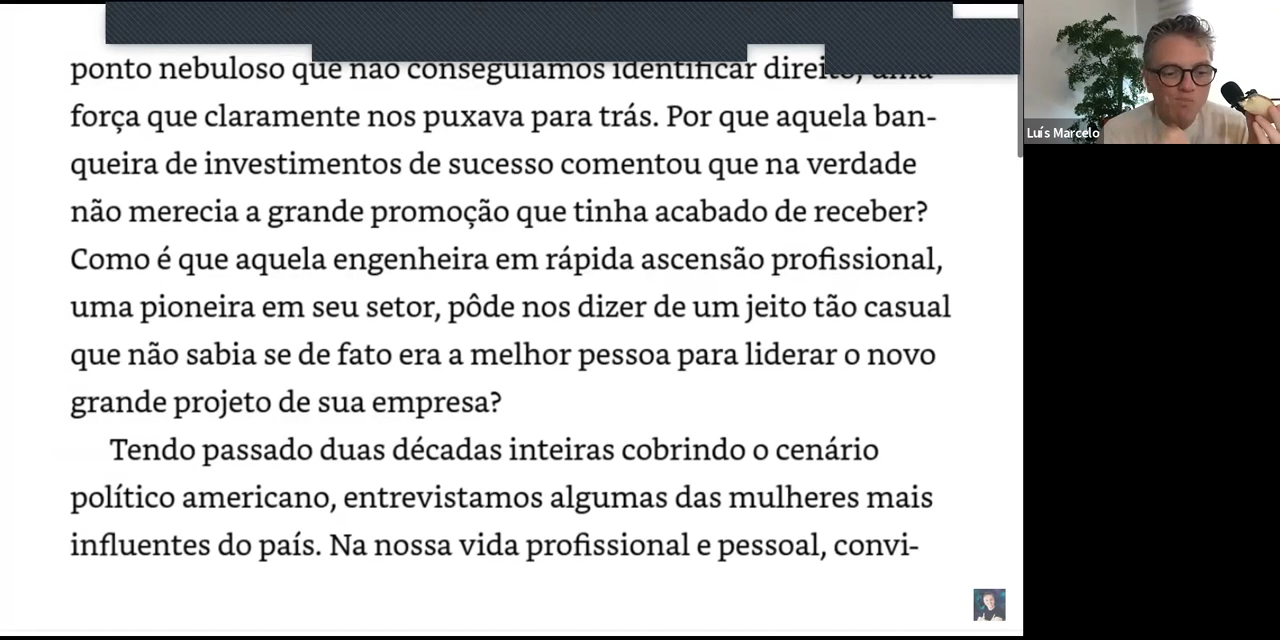 ponto nebuloso que não conseguíamos identificar direito, uma
força que claramente nos puxava para trás. Por que aquela ban-
queira de investimentos de sucesso comentou que na verdade
não merecia a grande promoção que tinha acabado de receber?
Como é que aquela engenheira em rápida ascensão profissional,
uma pioneira em seu setor, pôde nos dizer de um jeito tão casual
que não sabia se de fato era a melhor pessoa para liderar o novo
grande projeto de sua empresa?
Tendo passado duas décadas inteiras cobrindo o cenário
político americano, entrevistamos algumas das mulheres mais
influentes do país. Na nossa vida profissional e pessoal, convi-
Luís Marcelo